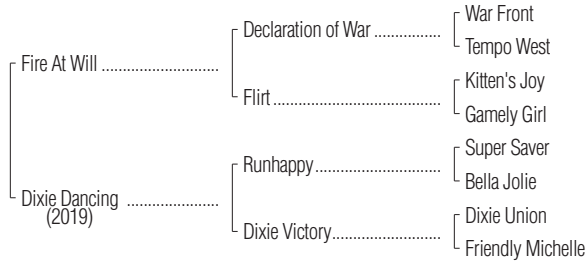 War Front
Declaration of War
Tempo West
Fire At Will
Kitten's Joy
Flirt
Gamely Girl
Super Saver
Runhappy
Bella Jolie
Dixie Dancing
(2019)
Dixie Union
Dixie Victory
Friendly Michelle